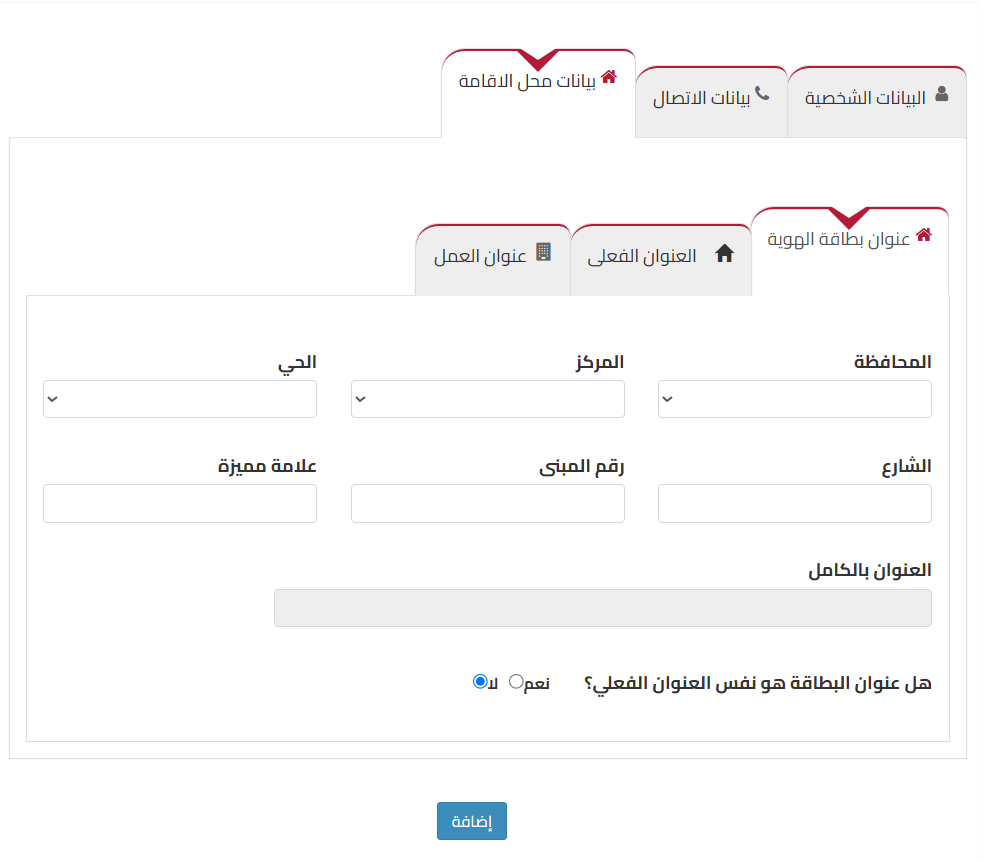 البيانات الشخصية
بيانات الاتصال
بيانات محل الاقامة
عنوان بطاقة الهوية
العنوان الفعلى
عنوان العمل
المحافظة
المركز
الحي
الشارع
رقم المبنى
علامة مميزة
العنوان بالكامل
هل عنوان البطاقة هو نفس العنوان الفعلي؟ نعم لا
إضافة